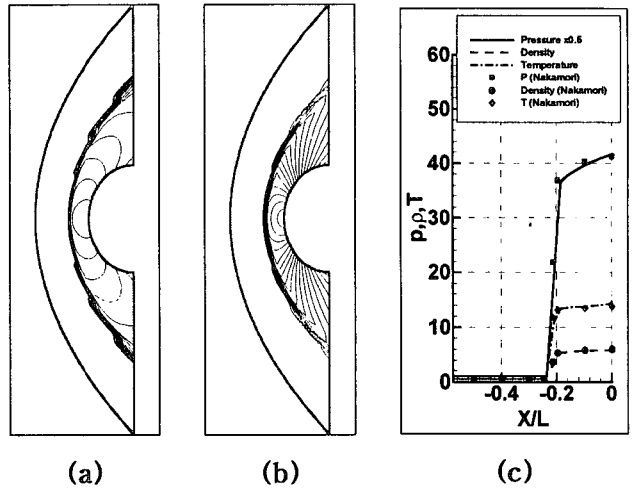 Pressure x0.5
Density
Temperature
P (Nakamori)
Density (Nakamori)
T (Nakamori)
60
50
40
30
20
10
0
p,ρ,T
-0.4
-0.2
0
X/L
(a)
(b)
(c)